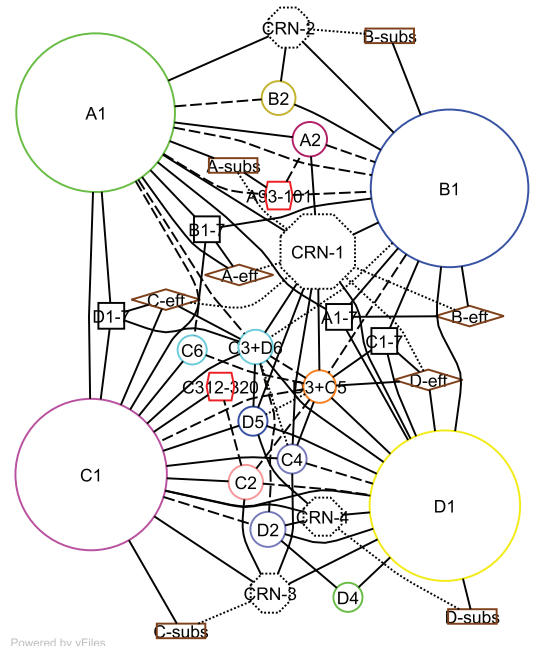 CRN-2
B-subs
B2
A1
A2
A-subs
B1
A93-101
B1-7
CRN-1
A-eff
C-eff
D1-7
A1-7
B-eff
C1-7
C6
C3+D6
C312-320
D3+C5
D-eff
D5
C4
C1
C2
D1
CRN-4
D2
CRN-3
D4
D-subs
C-subs
Powered by yFiles